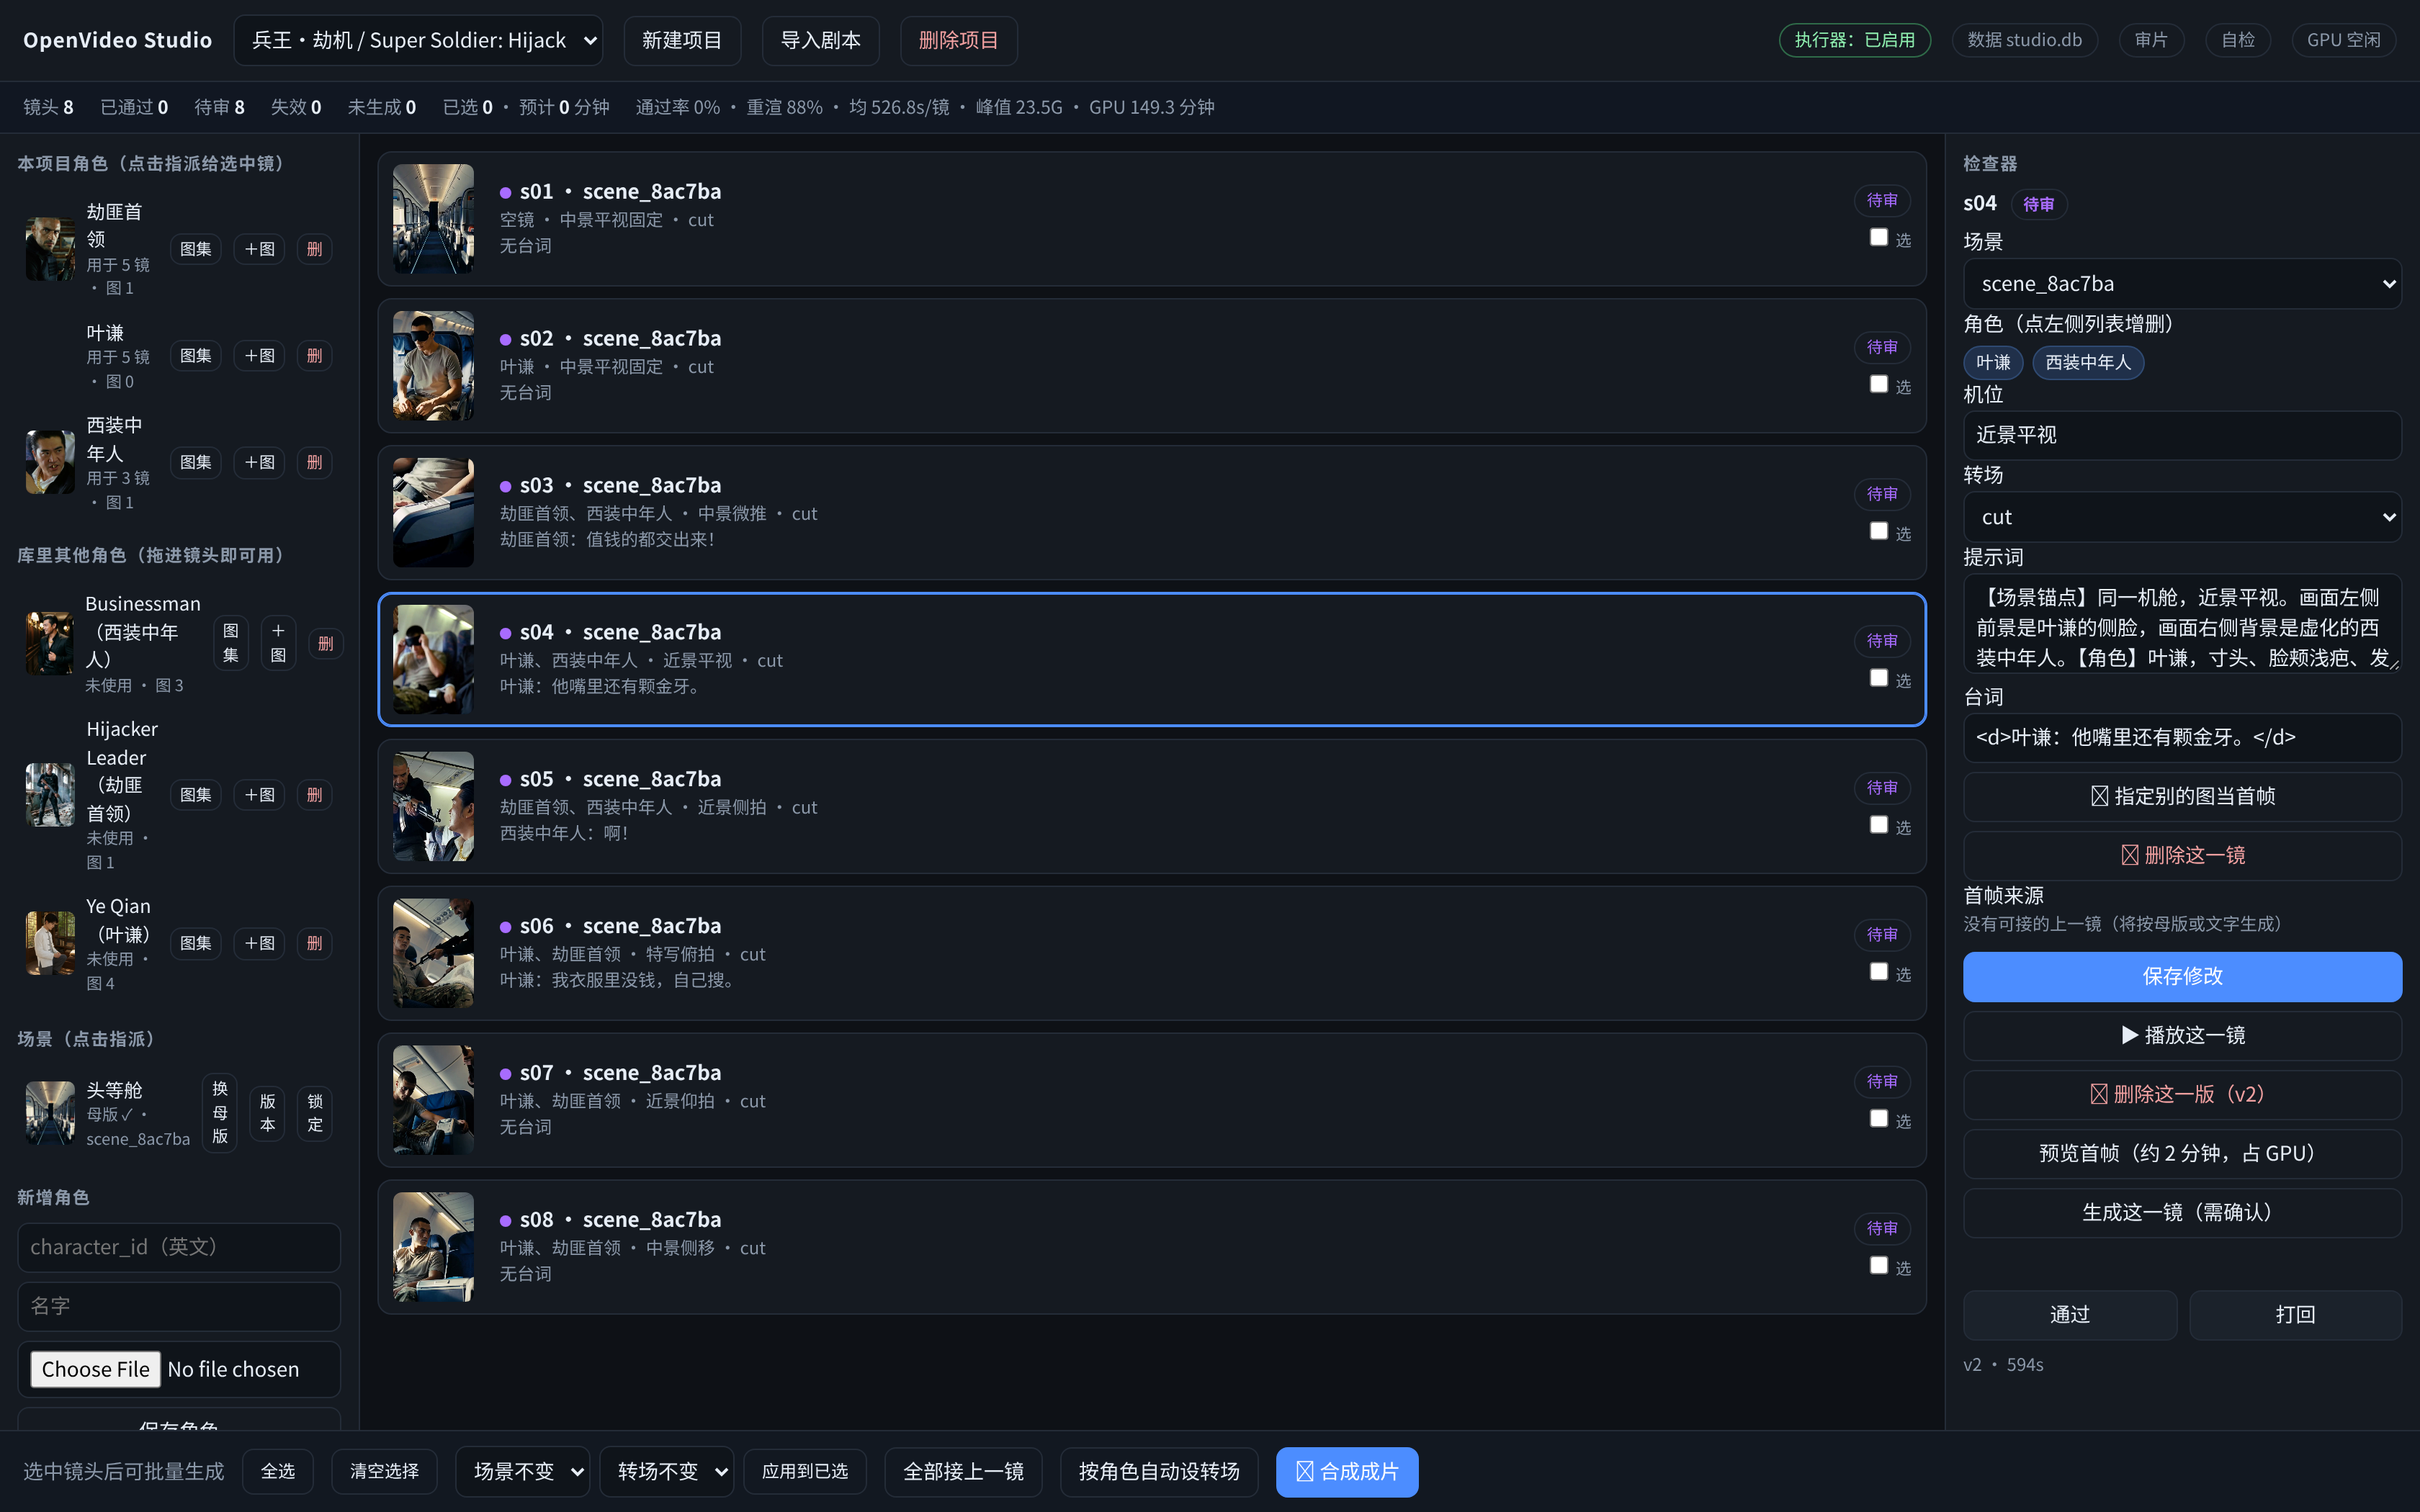 OpenVideo Studio
兵王・劫机 / Super Soldier: Hijack
新建项目
导入剧本
删除项目
执行器：已启用
数据 studio.db
审片
自检
GPU 空闲
镜头 8 已通过 0 待审 8 失效 0 未生成 0 已选 0 · 预计 0 分钟 通过率 0% · 重渲 88% · 均 526.8s/镜 · 峰值 23.5G · GPU 149.3 分钟
本项目角色（点击指派给选中镜）
劫匪首
领
用于 5 镜
· 图 1
图集
＋图
删
叶谦
用于 5 镜
· 图 0
图集
＋图
删
西装中
年人
用于 3 镜
· 图 1
图集
＋图
删
库里其他角色（拖进镜头即可用）
Businessman
（西装中年
人）
未使用 · 图 3
图
集
＋
图
删
Hijacker
Leader
（劫匪
首领）
未使用 ·
图 1
图集
＋图
删
Ye Qian
（叶谦）
未使用 ·
图 4
图集
＋图
删
场景（点击指派）
头等舱
母版✓ ·
scene_8ac7ba
换
母
版
版
本
锁
定
新增角色
character_id（英文）
名字
Choose File No file chosen
保存角色
s01 · scene_8ac7ba
空镜 · 中景平视固定 · cut
无台词
待审
选
s02 · scene_8ac7ba
叶谦 · 中景平视固定 · cut
无台词
待审
选
s03 · scene_8ac7ba
劫匪首领、西装中年人 · 中景微推 · cut
劫匪首领：值钱的都交出来！
待审
选
s04 · scene_8ac7ba
叶谦、西装中年人 · 近景平视 · cut
叶谦：他嘴里还有颗金牙。
待审
选
s05 · scene_8ac7ba
劫匪首领、西装中年人 · 近景侧拍 · cut
西装中年人：啊！
待审
选
s06 · scene_8ac7ba
叶谦、劫匪首领 · 特写俯拍 · cut
叶谦：我衣服里没钱，自己搜。
待审
选
s07 · scene_8ac7ba
叶谦、劫匪首领 · 近景仰拍 · cut
无台词
待审
选
s08 · scene_8ac7ba
叶谦、劫匪首领 · 中景侧移 · cut
无台词
待审
选
检查器
s04 待审
场景
scene_8ac7ba
角色（点左侧列表增删）
叶谦 西装中年人
机位
近景平视
转场
cut
提示词
【场景锚点】同一机舱，近景平视。画面左侧
前景是叶谦的侧脸，画面右侧背景是虚化的西
装中年人。【角色】叶谦，寸头、脸颊浅疤、发
台词
<d>叶谦：他嘴里还有颗金牙。</d>
指定别的图当首帧
删除这一镜
首帧来源
没有可接的上一镜（将按母版或文字生成）
保存修改
▶ 播放这一镜
删除这一版（v2）
预览首帧（约 2 分钟，占 GPU）
生成这一镜（需确认）
通过
打回
v2 · 594s
选中镜头后可批量生成
全选
清空选择
场景不变
转场不变
应用到已选
全部接上一镜
按角色自动设转场
合成成片